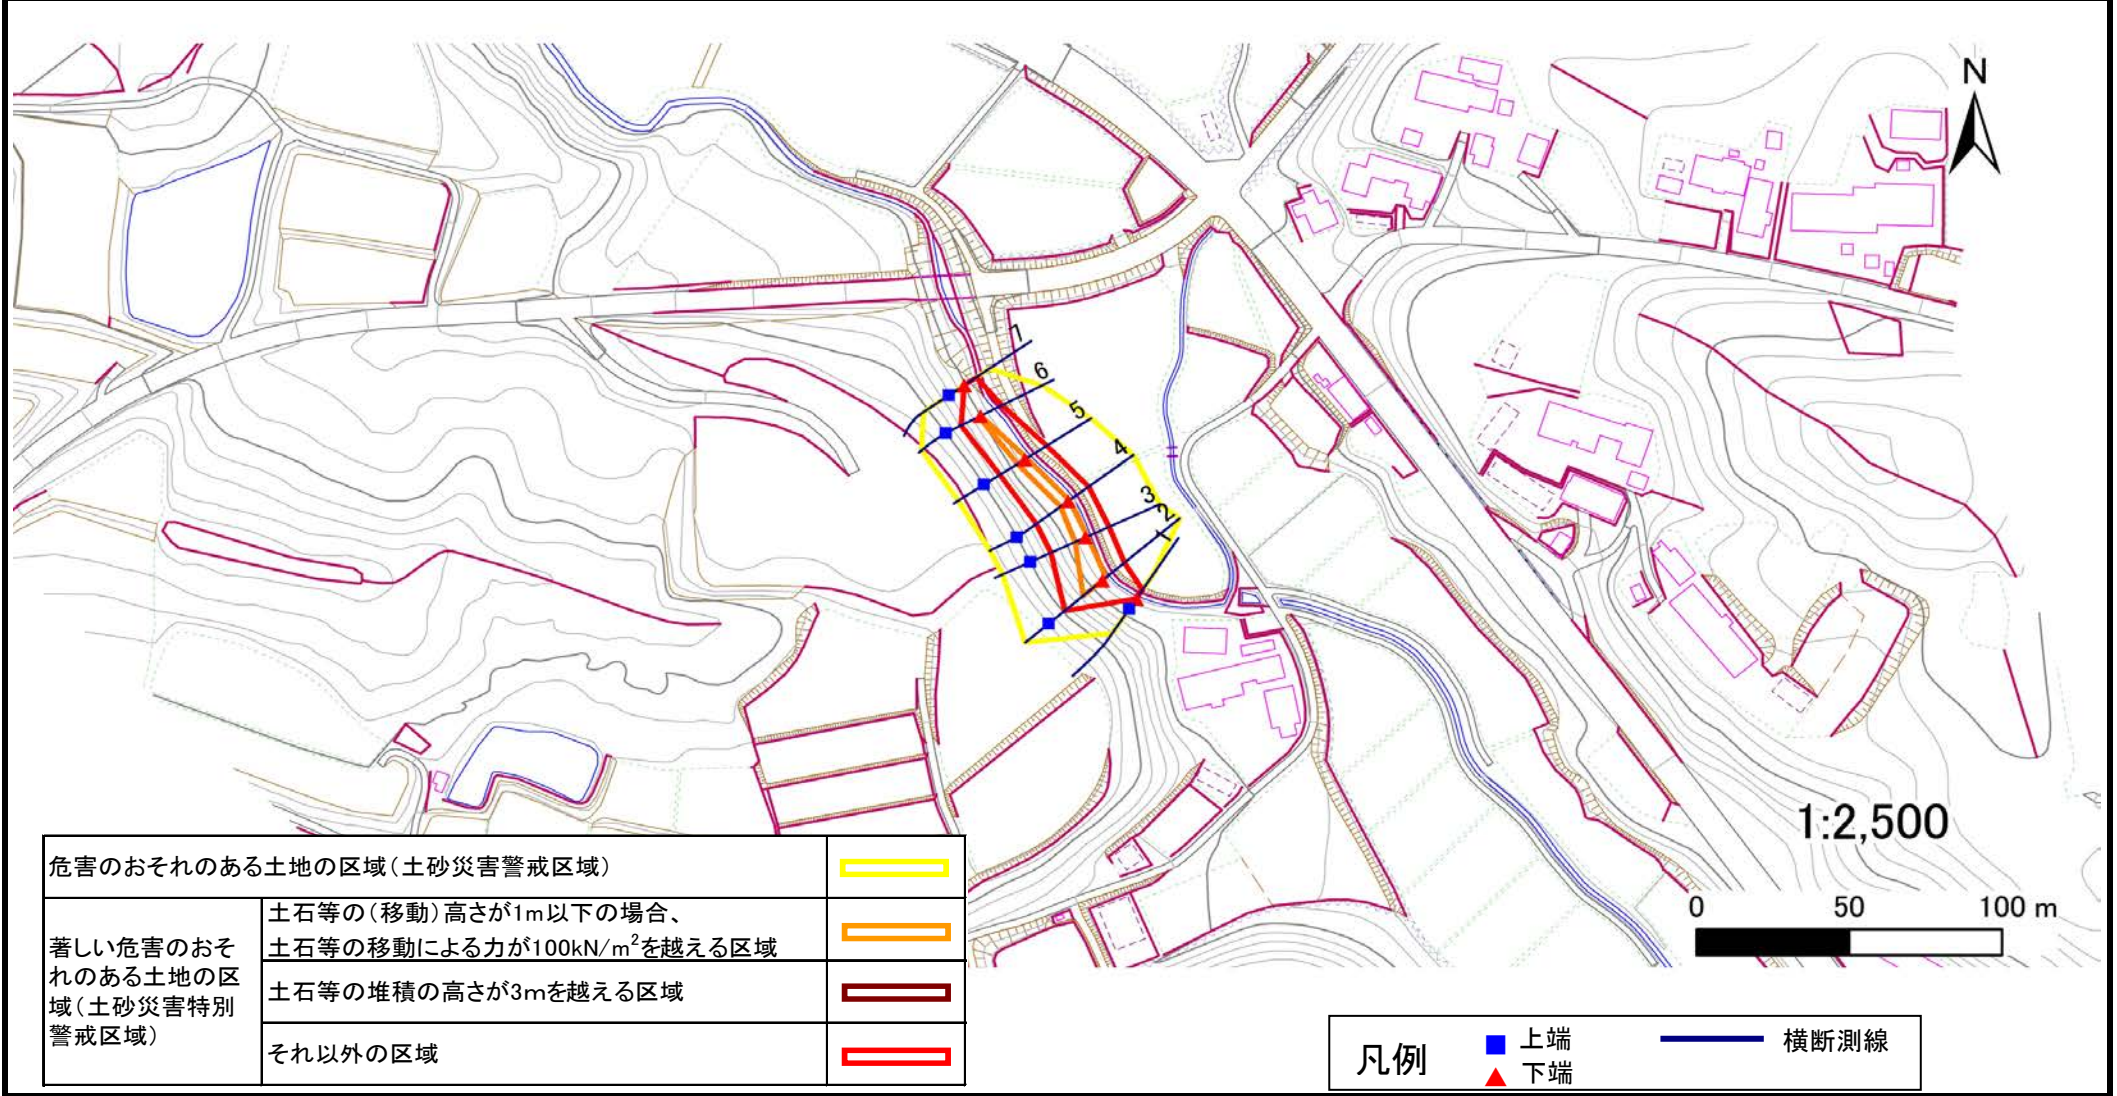 N
7
6
5
4
3
2
1
1:2,500
0 50 100 m
危害のおそれのある土地の区域(土砂災害警戒区域)
著しい危害のおそ
れのある土地の区
域(土砂災害特別
警戒区域)
土石等の(移動)高さが1m以下の場合、
土石等の移動による力が100kN/m²を越える区域
土石等の堆積の高さが3mを越える区域
それ以外の区域
凡例
上端
下端
横断測線